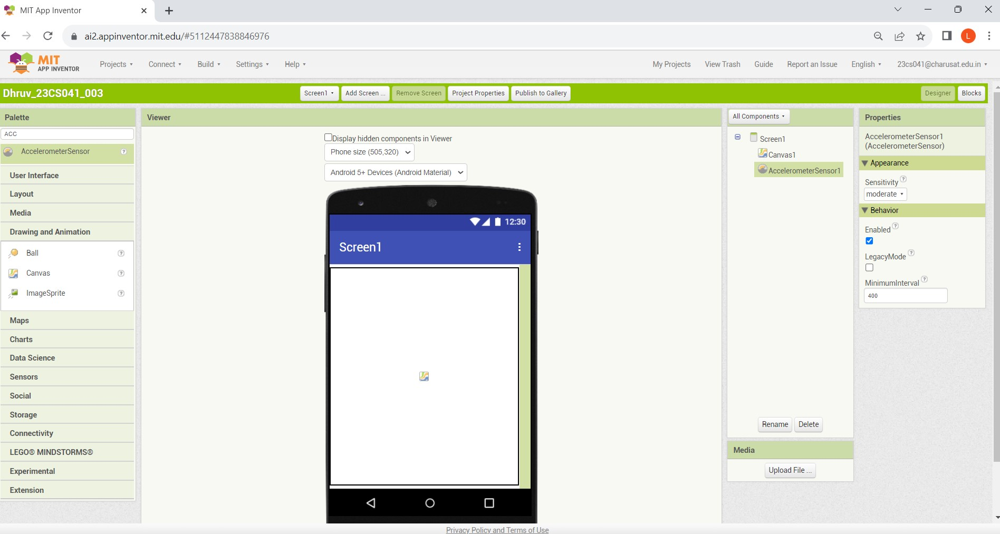 MIT App Inventor
ai2.appinventor.mit.edu/#5112447838846976
L
MIT
APP INVENTOR
Projects Connect Build Settings Help My Projects View Trash Guide Report an Issue English 23cs041@charusat.edu.in
Dhruv_23CS041_003 Screen1 Add Screen ... Remove Screen Project Properties Publish to Gallery Designer Blocks
Palette
ACC
AccelerometerSensor ?
User Interface
Layout
Media
Drawing and Animation
Ball ?
Canvas ?
ImageSprite ?
Maps
Charts
Data Science
Sensors
Social
Storage
Connectivity
LEGO® MINDSTORMS®
Experimental
Extension
Viewer
Display hidden components in Viewer
Phone size (505,320)
Android 5+ Devices (Android Material)
12:30
Screen1
All Components
Screen1
Canvas1
AccelerometerSensor1
Rename Delete
Media
Upload File ...
Properties
AccelerometerSensor1
(AccelerometerSensor)
Appearance
Sensitivity ?
moderate
Behavior
Enabled ?
LegacyMode ?
MinimumInterval ?
400
Privacy Policy and Terms of Use